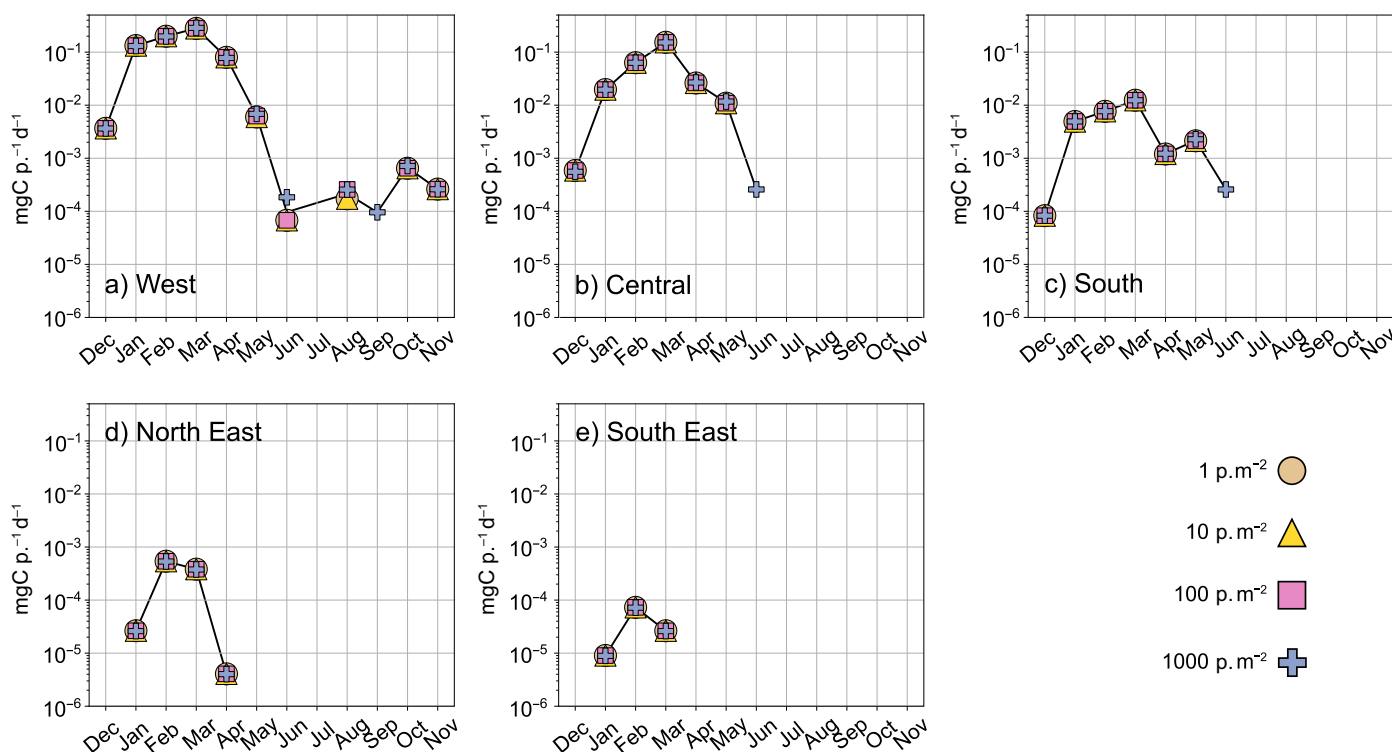 10⁻¹
10⁻²
10⁻³
10⁻⁴
10⁻⁵
10⁻⁶
mgC p.⁻¹ d⁻¹
a) West
Dec Jan Feb Mar Apr May Jun Jul Aug Sep Oct Nov
10⁻¹
10⁻²
10⁻³
10⁻⁴
10⁻⁵
10⁻⁶
mgC p.⁻¹ d⁻¹
b) Central
Dec Jan Feb Mar Apr May Jun Jul Aug Sep Oct Nov
10⁻¹
10⁻²
10⁻³
10⁻⁴
10⁻⁵
10⁻⁶
mgC p.⁻¹ d⁻¹
c) South
Dec Jan Feb Mar Apr May Jun Jul Aug Sep Oct Nov
10⁻¹
10⁻²
10⁻³
10⁻⁴
10⁻⁵
10⁻⁶
mgC p.⁻¹ d⁻¹
d) North East
Dec Jan Feb Mar Apr May Jun Jul Aug Sep Oct Nov
10⁻¹
10⁻²
10⁻³
10⁻⁴
10⁻⁵
10⁻⁶
mgC p.⁻¹ d⁻¹
e) South East
Dec Jan Feb Mar Apr May Jun Jul Aug Sep Oct Nov
1 p.m⁻²
10 p.m⁻²
100 p.m⁻²
1000 p.m⁻²